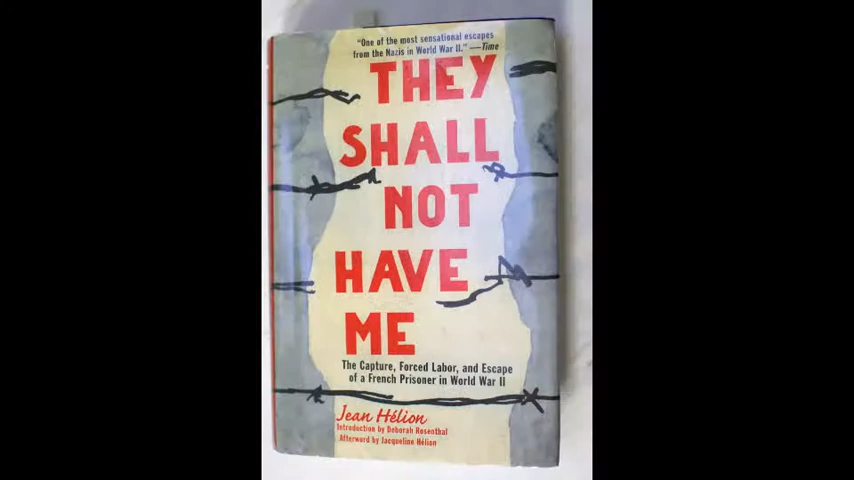 "One of the most sensational escapes
from the Nazis in World War II." —Time
THEY
SHALL
NOT
HAVE
ME
The Capture, Forced Labor, and Escape
of a French Prisoner in World War II
Jean Hélion
Introduction by Deborah Rosenthal
Afterword by Jacqueline Hélion